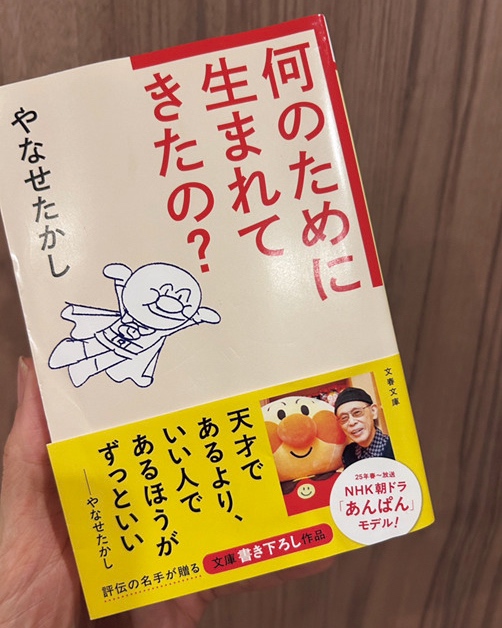 何のために
生まれて
きたの?
やなせたかし
文春文庫
天才で
あるより、
いい人で
あるほうが
ずっといい
──やなせたかし
25年春~放送
NHK朝ドラ
「あんぱん」
モデル!
評伝の名手が贈る
文庫書き下ろし作品